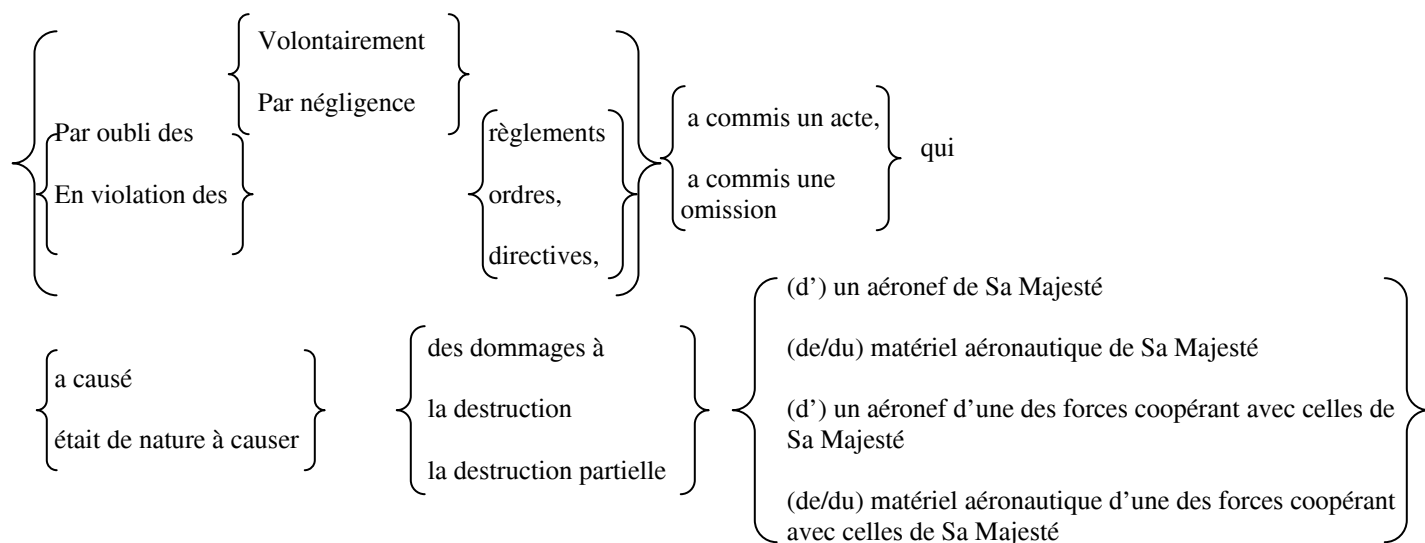 Volontairement
Par négligence
Par oubli des
En violation des
règlements
ordres,
directives,
a commis un acte,
a commis une
omission
qui
a causé
était de nature à causer
des dommages à
la destruction
la destruction partielle
(d’) un aéronef de Sa Majesté
(de/du) matériel aéronautique de Sa Majesté
(d’) un aéronef d’une des forces coopérant avec celles de
Sa Majesté
(de/du) matériel aéronautique d’une des forces coopérant
avec celles de Sa Majesté